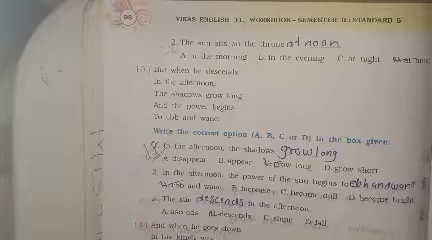 98 VIKAS ENGLISH F.L. WORKBOOK - SEMESTER II : STANDARD 5
2. The sun sits on the throne at noon
A. in the morning B. in the evening C. at night D. at noon
(3) But when he descends
In the afternoon,
The shadows grow long
And the power begins
To ebb and wane.
Write the correct option (A, B, C or D) in the box given:
1. In the afternoon, the shadows grow long
A. disappear B. appear C. grow long D. grow short
2. In the afternoon, the power of the sun begins to ebb and wane
A. ebb and wane B. increase C. become dull D. become bright
3. The sun descends in the afternoon.
A. ascends B. descends C. shine D. fall
(4) And when he goes down
In his kingly